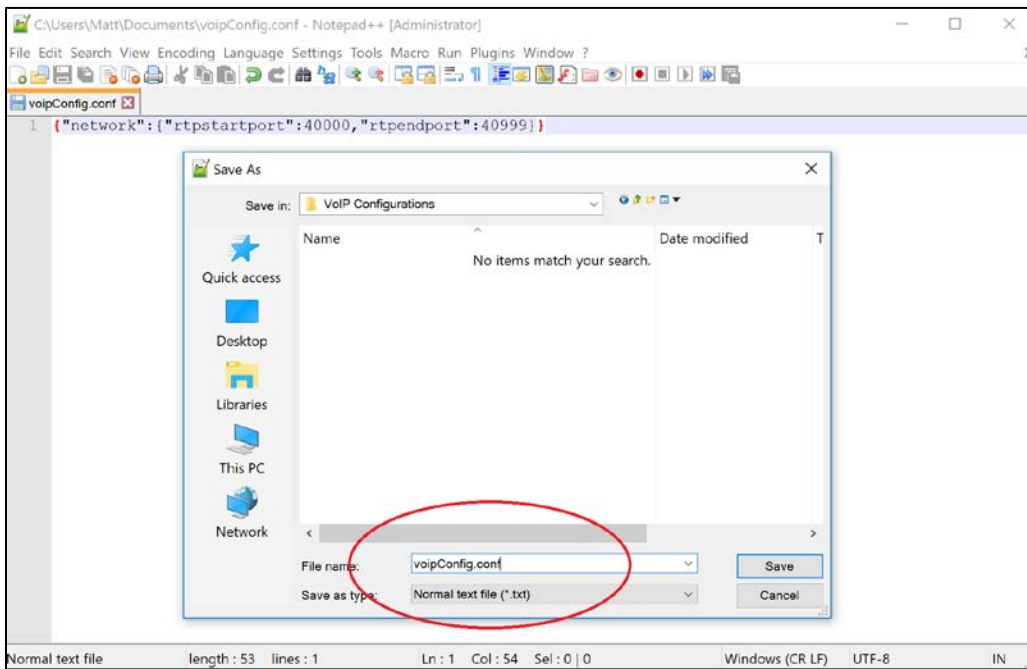 C:\Users\Matt\Documents\voipConfig.conf - Notepad++ [Administrator]
File Edit Search View Encoding Language Settings Tools Macro Run Plugins Window ?
voipConfig.conf
1 {"network":{"rtpstartport":40000,"rtpendport":40999}}
Save As
Save in: VoIP Configurations
Name Date modified T
No items match your search.
Quick access
Desktop
Libraries
This PC
Network
File name: voipConfig.conf Save
Save as type: Normal text file (*.txt) Cancel
Normal text file length : 53 lines : 1 Ln : 1 Col : 54 Sel : 0 | 0 Windows (CR LF) UTF-8 IN